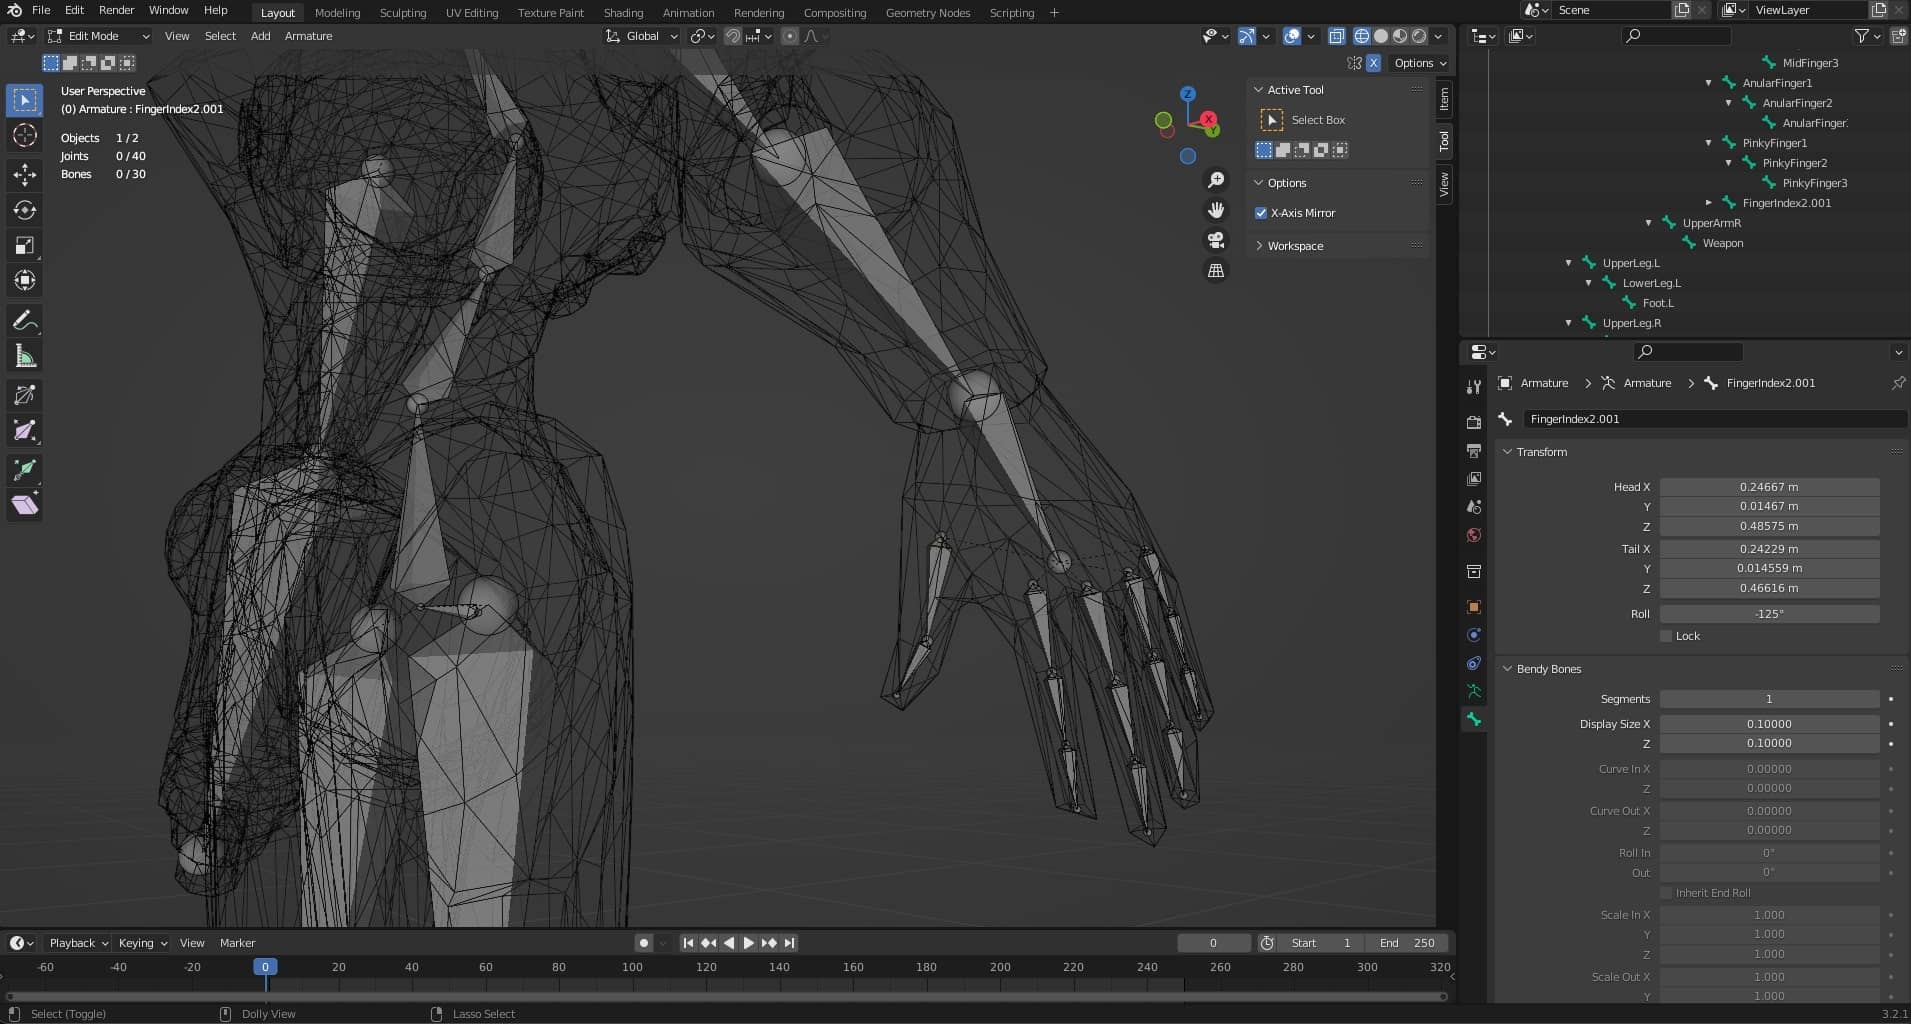 File Edit Render Window Help
Layout Modeling Sculpting UV Editing Texture Paint Shading Animation Rendering Compositing Geometry Nodes Scripting +
Scene
ViewLayer
Edit Mode View Select Add Armature
Global
X Options
User Perspective
(0) Armature : FingerIndex2.001
Objects 1 / 2
Joints 0 / 40
Bones 0 / 30
Z
X
Y
Active Tool
Select Box
Options
X-Axis Mirror
Workspace
Item
Tool
View
MidFinger3
AnularFinger1
AnularFinger2
AnularFinger:
PinkyFinger1
PinkyFinger2
PinkyFinger3
FingerIndex2.001
UpperArmR
Weapon
UpperLeg.L
LowerLeg.L
Foot.L
UpperLeg.R
Armature > Armature > FingerIndex2.001
FingerIndex2.001
Transform
Head X 0.24667 m
Y 0.01467 m
Z 0.48575 m
Tail X 0.24229 m
Y 0.014559 m
Z 0.46616 m
Roll -125°
Lock
Bendy Bones
Segments 1
Display Size X 0.10000
Z 0.10000
Curve In X 0.00000
Z 0.00000
Curve Out X 0.00000
Z 0.00000
Roll In 0°
Out 0°
Inherit End Roll
Scale In X 1.000
Y 1.000
Z 1.000
Scale Out X 1.000
Y 1.000
Playback Keying View Marker
0 Start 1 End 250
-60 -40 -20 0 20 40 60 80 100 120 140 160 180 200 220 240 260 280 300 320
Select (Toggle) Dolly View Lasso Select 3.2.1